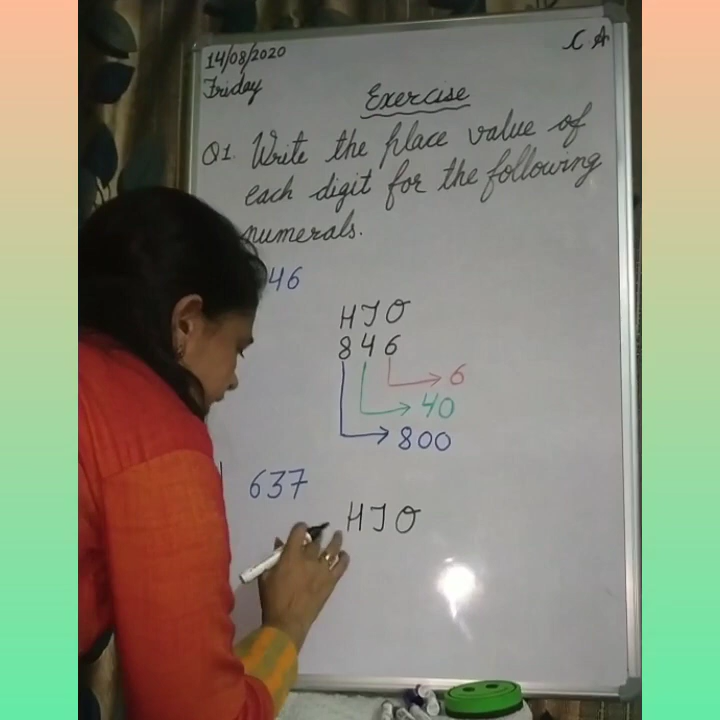 14/08/2020
Friday
C A
Exercise
Q1. Write the place value of
each digit for the following
numerals.
46
H T O
8 4 6
6
40
800
637
H T O